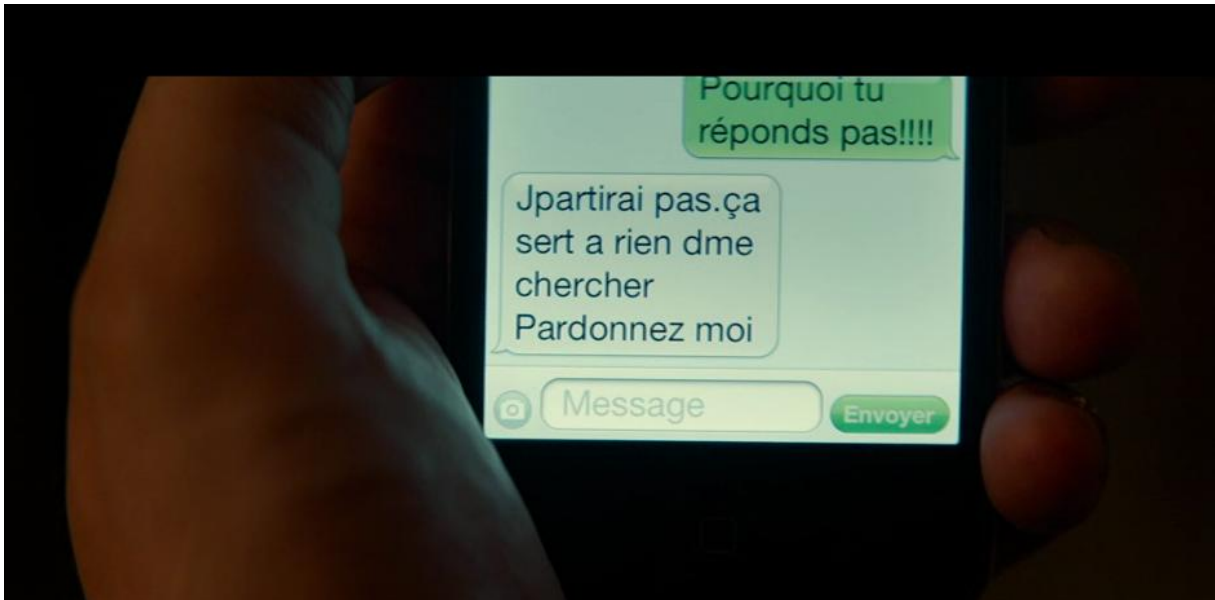 Pourquoi tu
réponds pas!!!!
Jpartirai pas.ça
sert a rien dme
chercher
Pardonnez moi
Message
Envoyer